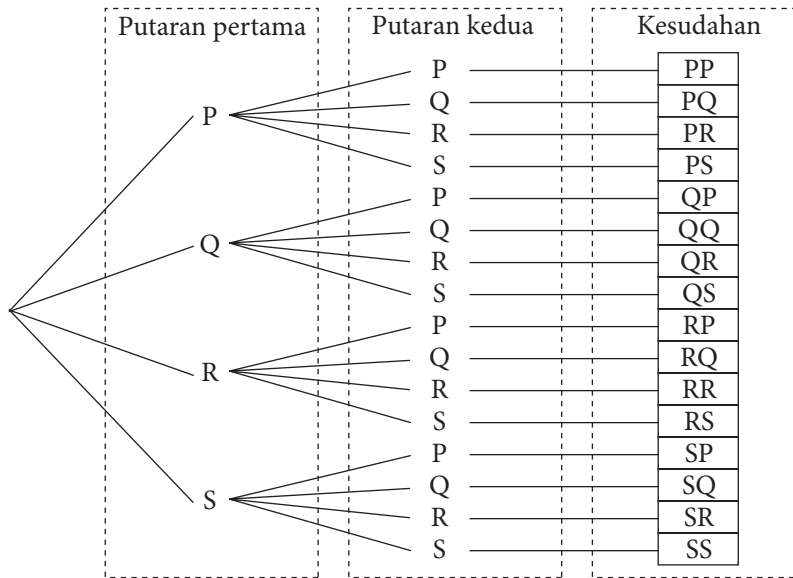 Putaran pertama Putaran kedua Kesudahan
P PP
Q PQ
P
R PR
S PS
P QP
Q QQ
Q
R QR
S QS
P RP
Q RQ
R
R RR
S RS
P SP
Q SQ
S
R SR
S SS